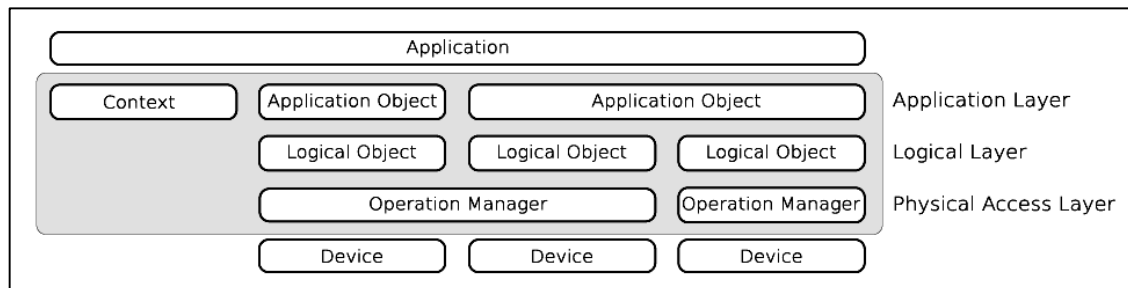 Application
Context Application Object Application Object Application Layer
Logical Object Logical Object Logical Object Logical Layer
Operation Manager Operation Manager Physical Access Layer
Device Device Device